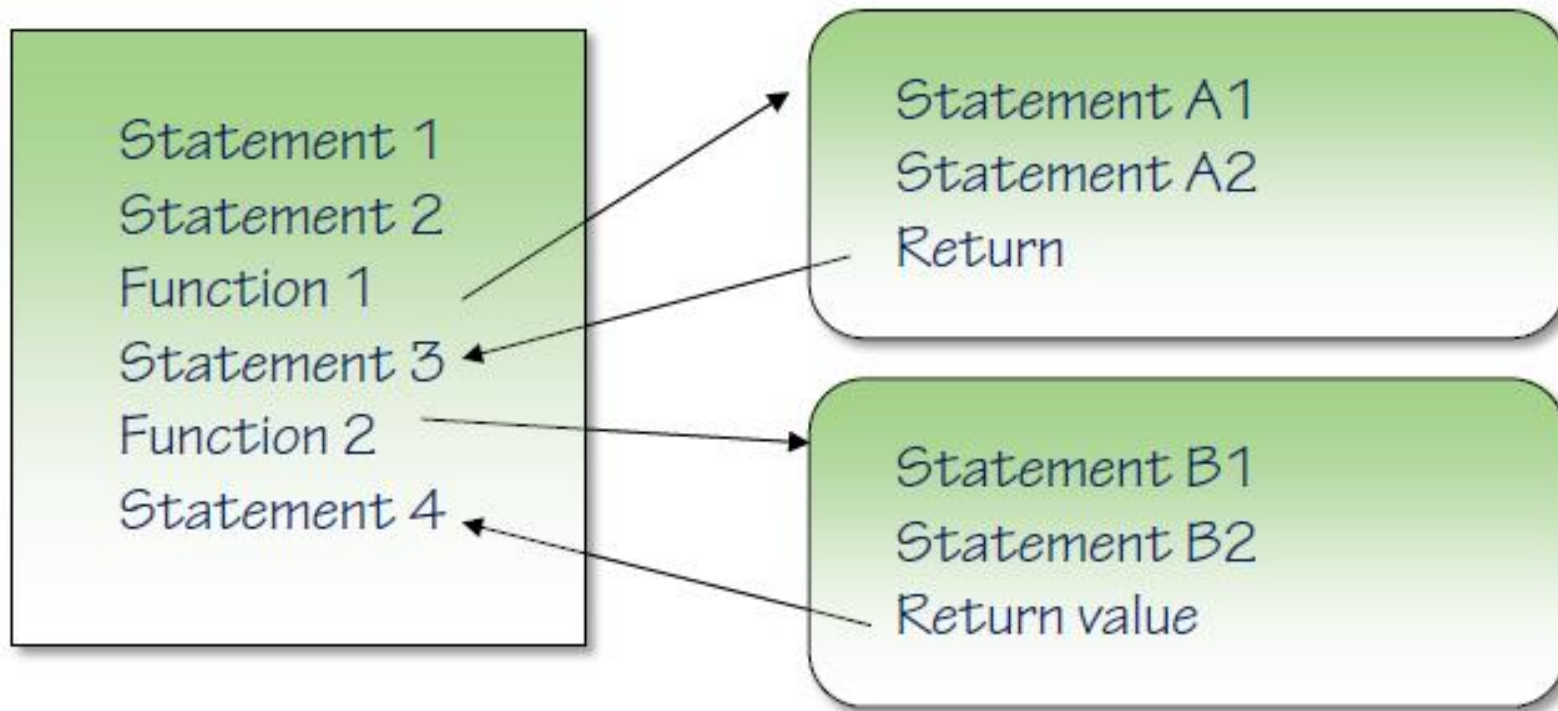 Statement 1
Statement 2
Function 1
Statement 3
Function 2
Statement 4
Statement A1
Statement A2
Return
Statement B1
Statement B2
Return value